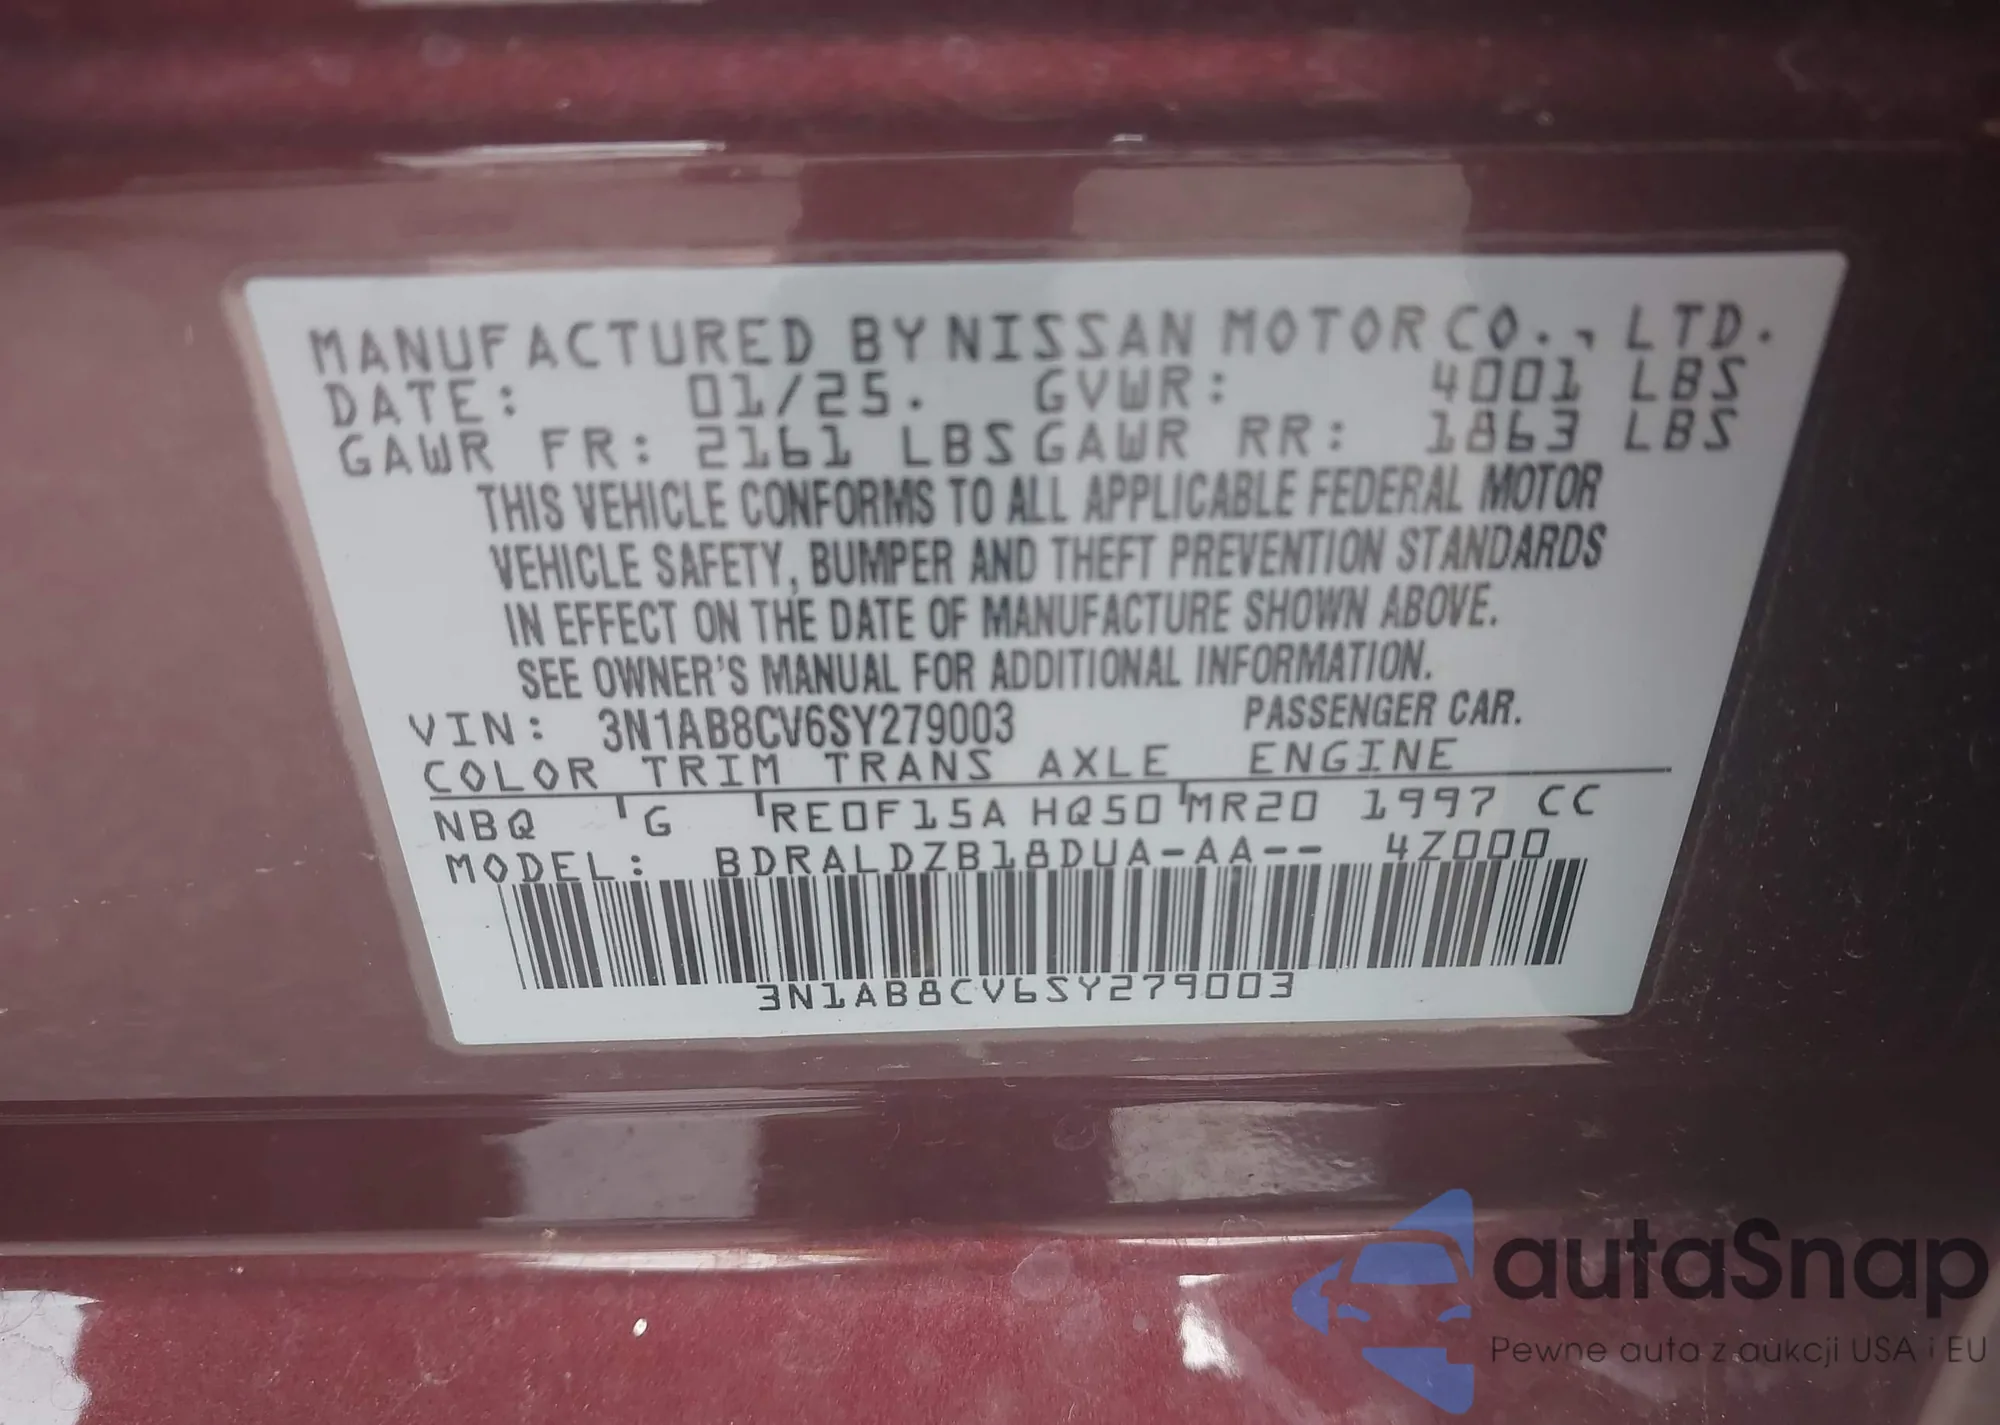 MANUFACTURED BY NISSAN MOTOR CO., LTD.
DATE: 01/25. GVWR: 4001 LBS
GAWR FR: 2161 LBS GAWR RR: 1863 LBS
THIS VEHICLE CONFORMS TO ALL APPLICABLE FEDERAL MOTOR
VEHICLE SAFETY, BUMPER AND THEFT PREVENTION STANDARDS
IN EFFECT ON THE DATE OF MANUFACTURE SHOWN ABOVE.
SEE OWNER'S MANUAL FOR ADDITIONAL INFORMATION.
VIN: 3N1AB8CV6SY279003 PASSENGER CAR.
COLOR TRIM TRANS AXLE ENGINE
NBQ G RE0F15A HQ50 MR20 1997 CC
MODEL: BDRALDZB18DUA-AA-- 4Z000
3N1AB8CV6SY279003
autaSnap
Pewne auta z aukcji USA i EU